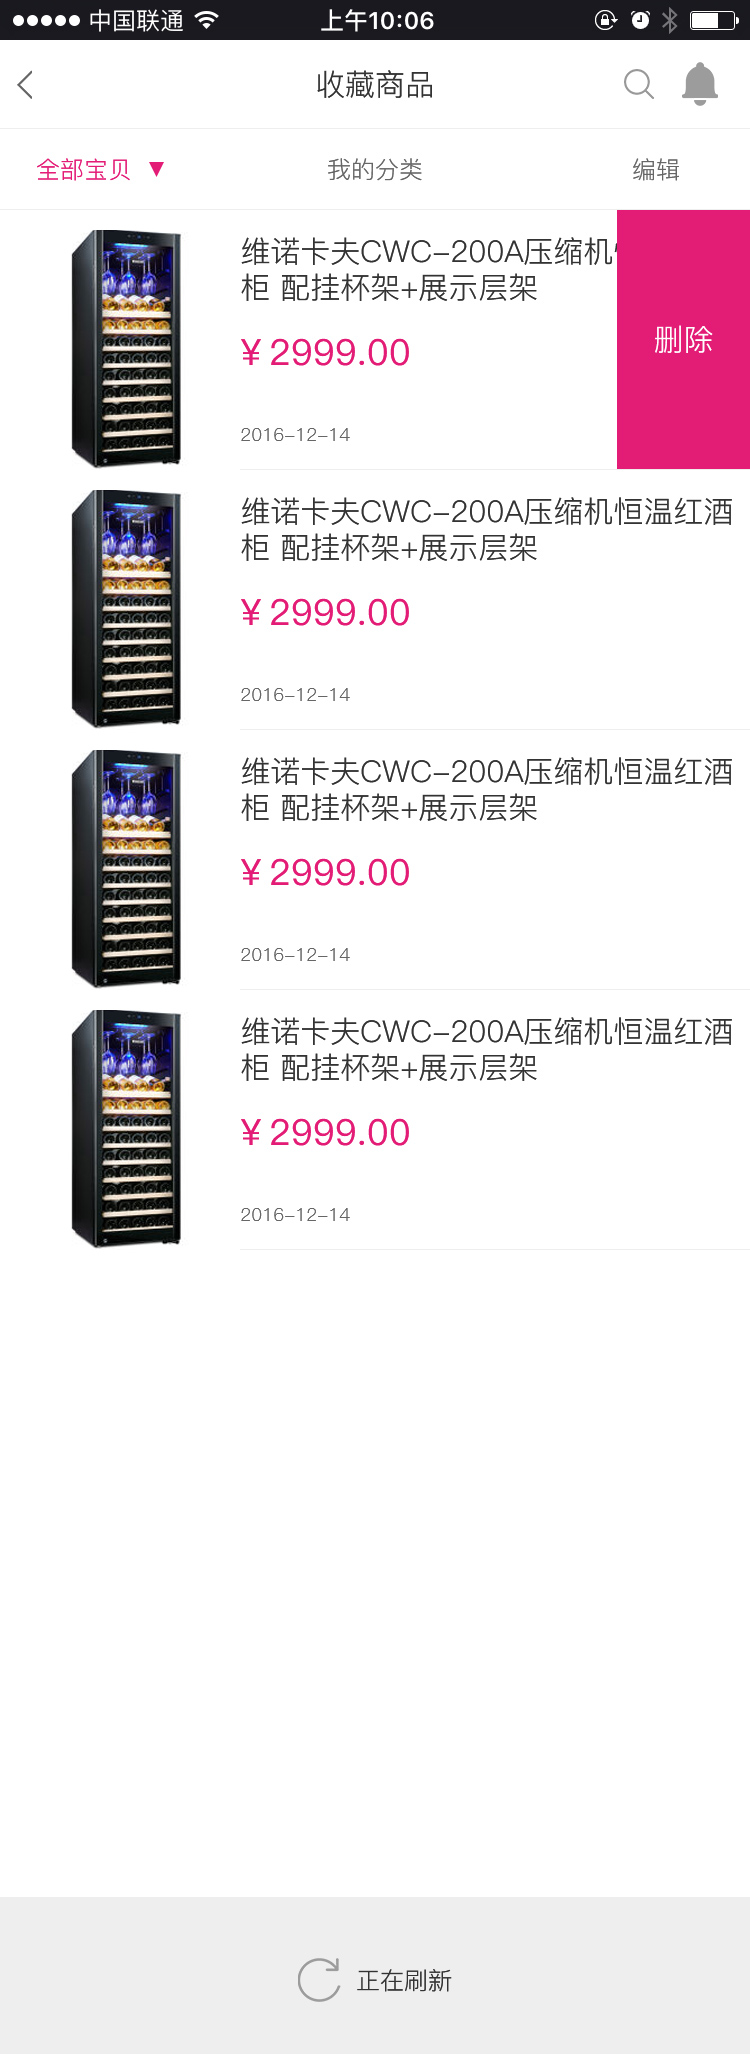 中国联通 上午10:06
收藏商品
全部宝贝 ▼ 我的分类 编辑
维诺卡夫CWC-200A压缩机
柜 配挂杯架+展示层架
¥ 2999.00
删除
2016-12-14
维诺卡夫CWC-200A压缩机恒温红酒
柜 配挂杯架+展示层架
¥ 2999.00
2016-12-14
维诺卡夫CWC-200A压缩机恒温红酒
柜 配挂杯架+展示层架
¥ 2999.00
2016-12-14
维诺卡夫CWC-200A压缩机恒温红酒
柜 配挂杯架+展示层架
¥ 2999.00
2016-12-14
正在刷新